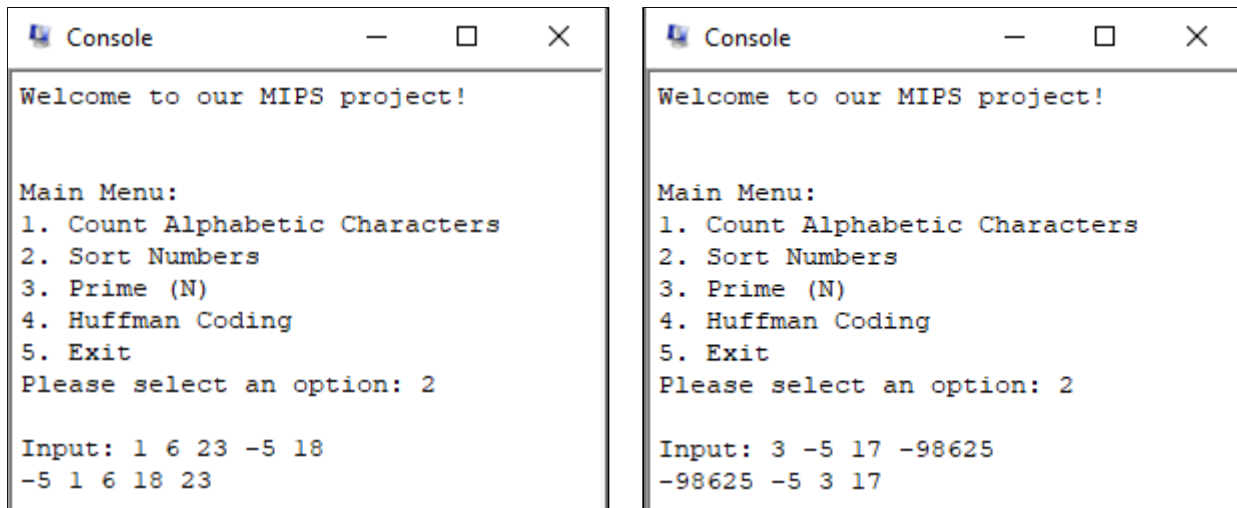 Console
Welcome to our MIPS project!
Main Menu:
1. Count Alphabetic Characters
2. Sort Numbers
3. Prime (N)
4. Huffman Coding
5. Exit
Please select an option: 2
Input: 1 6 23 -5 18
-5 1 6 18 23
Console
Welcome to our MIPS project!
Main Menu:
1. Count Alphabetic Characters
2. Sort Numbers
3. Prime (N)
4. Huffman Coding
5. Exit
Please select an option: 2
Input: 3 -5 17 -98625
-98625 -5 3 17